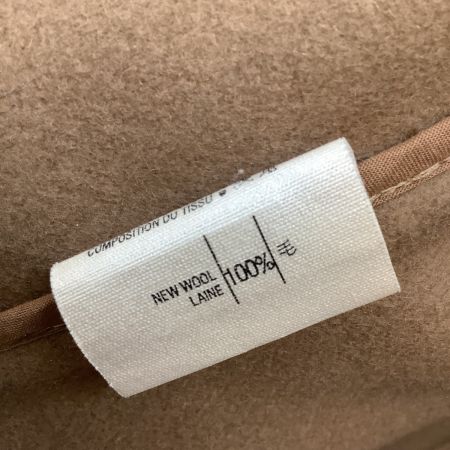 COMPOSITION DU TISSU
NEW WOOL
LAINE
100%
毛